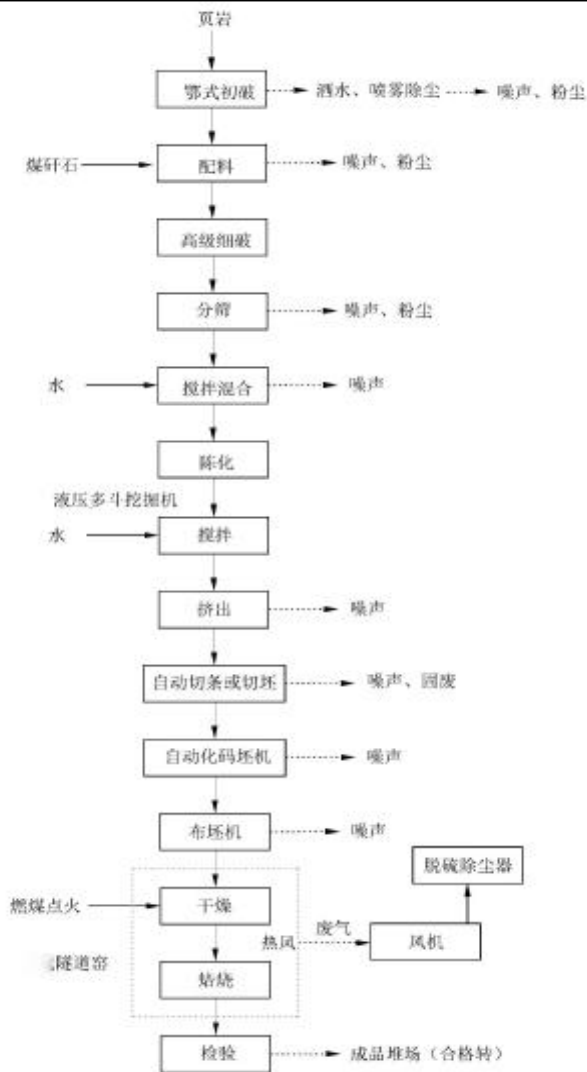 页岩
鄂式初破
洒水、喷雾除尘
噪声、粉尘
煤矸石
配料
噪声、粉尘
高级细破
分筛
噪声、粉尘
水
搅拌混合
噪声
陈化
液压多斗挖掘机
水
搅拌
挤出
噪声
自动切条或切坯
噪声、固废
自动化码坯机
噪声
布坯机
噪声
脱硫除尘器
燃煤点火
干燥
热风
废气
风机
隧道窑
焙烧
检验
成品堆场（合格转）